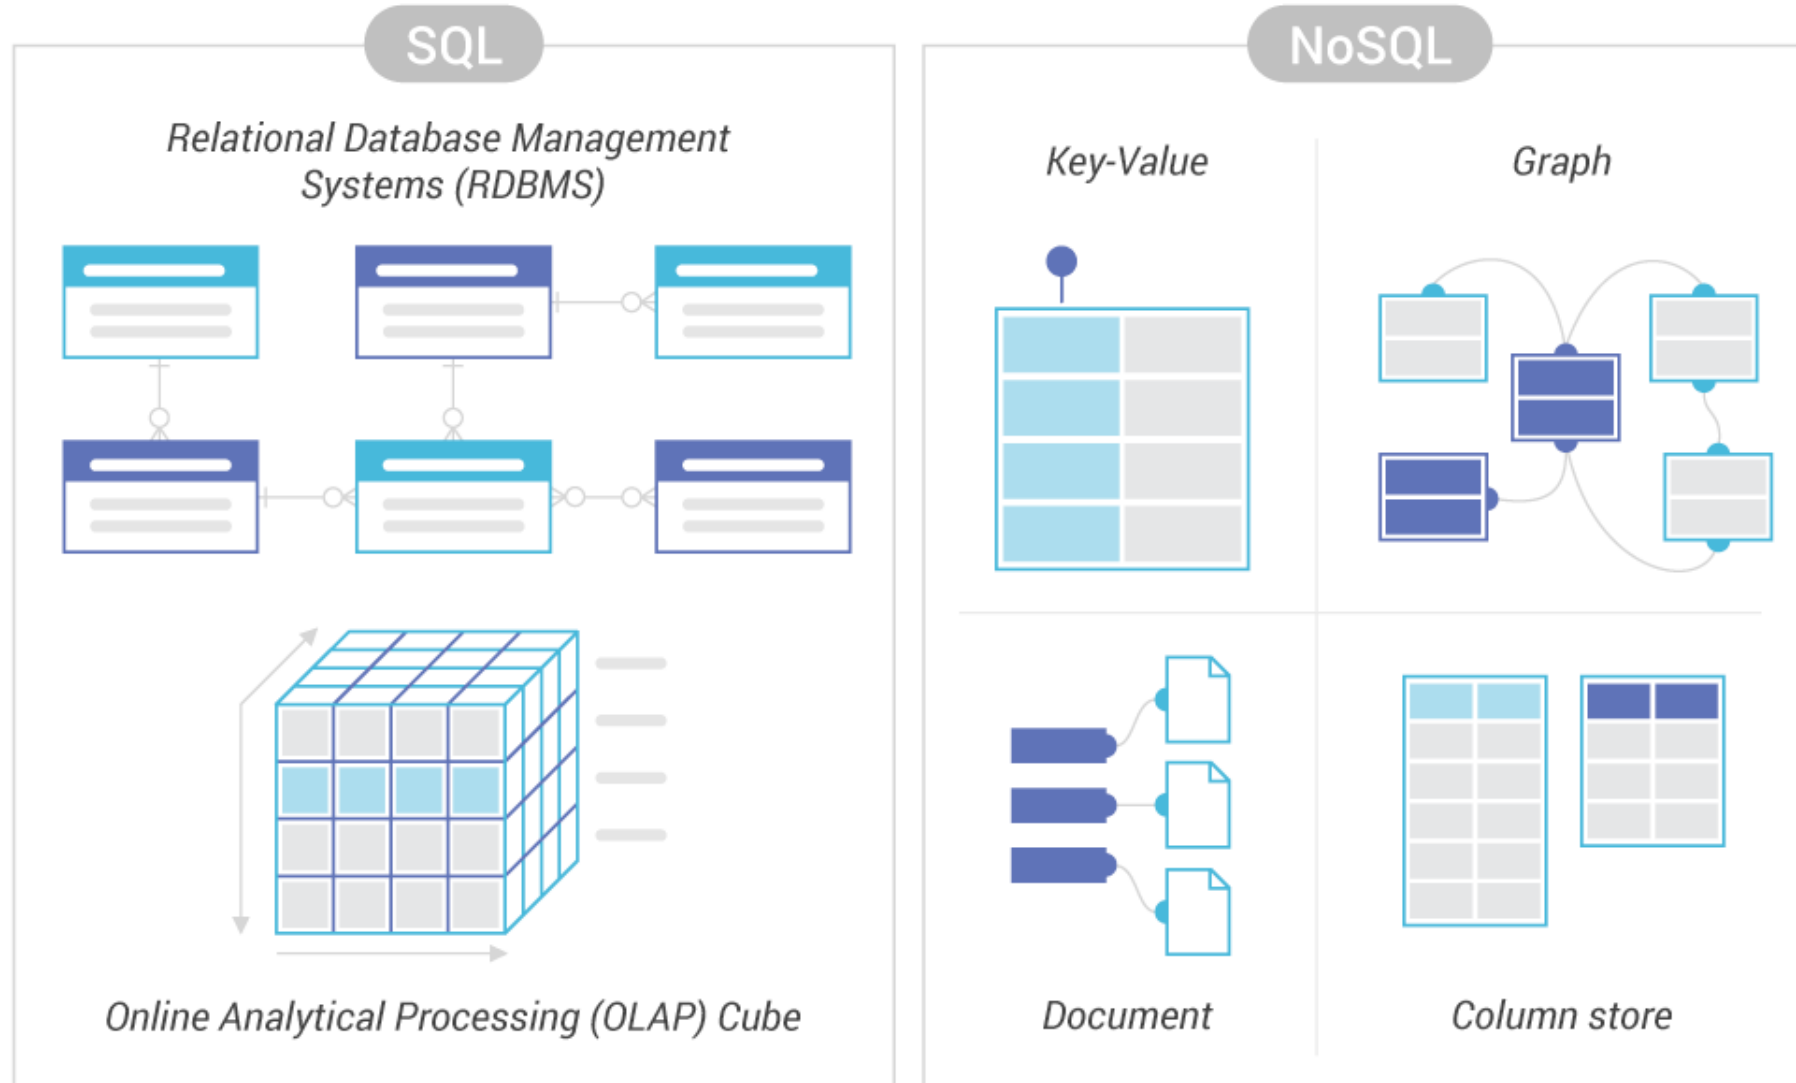 SQL
Relational Database Management
Systems (RDBMS)
Online Analytical Processing (OLAP) Cube
NoSQL
Key-Value
Graph
Document
Column store